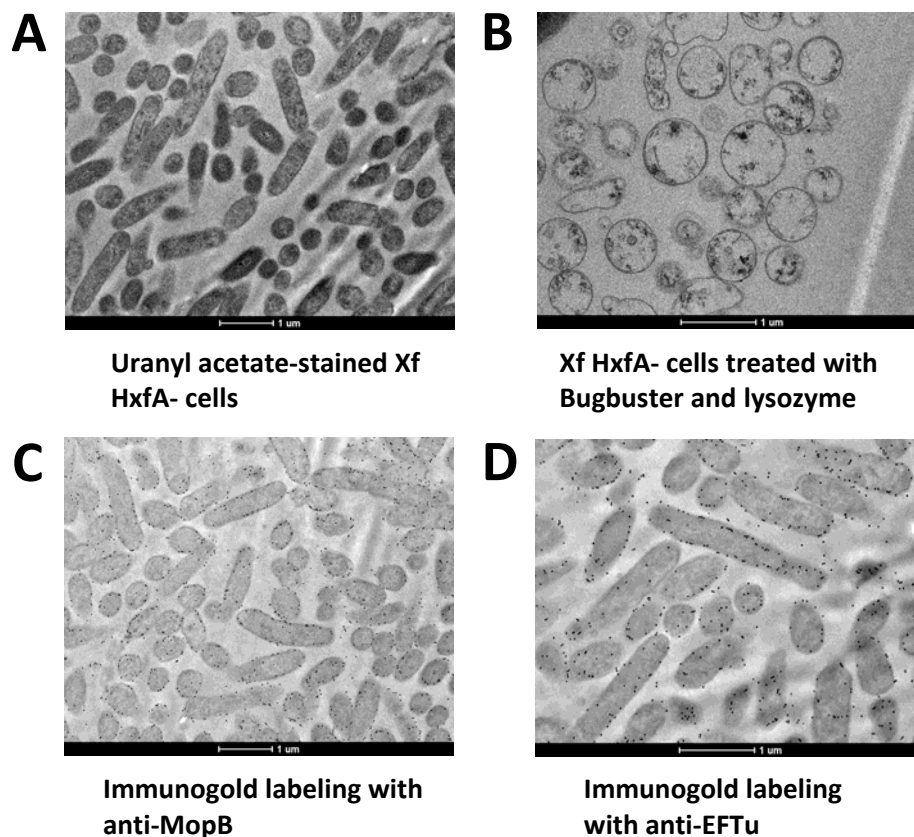 A
B
1 um
1 um
Uranyl acetate-stained Xf
HxfA- cells
Xf HxfA- cells treated with
Bugbuster and lysozyme
C
D
1 um
1 um
Immunogold labeling with
anti-MopB
Immunogold labeling
with anti-EFTu